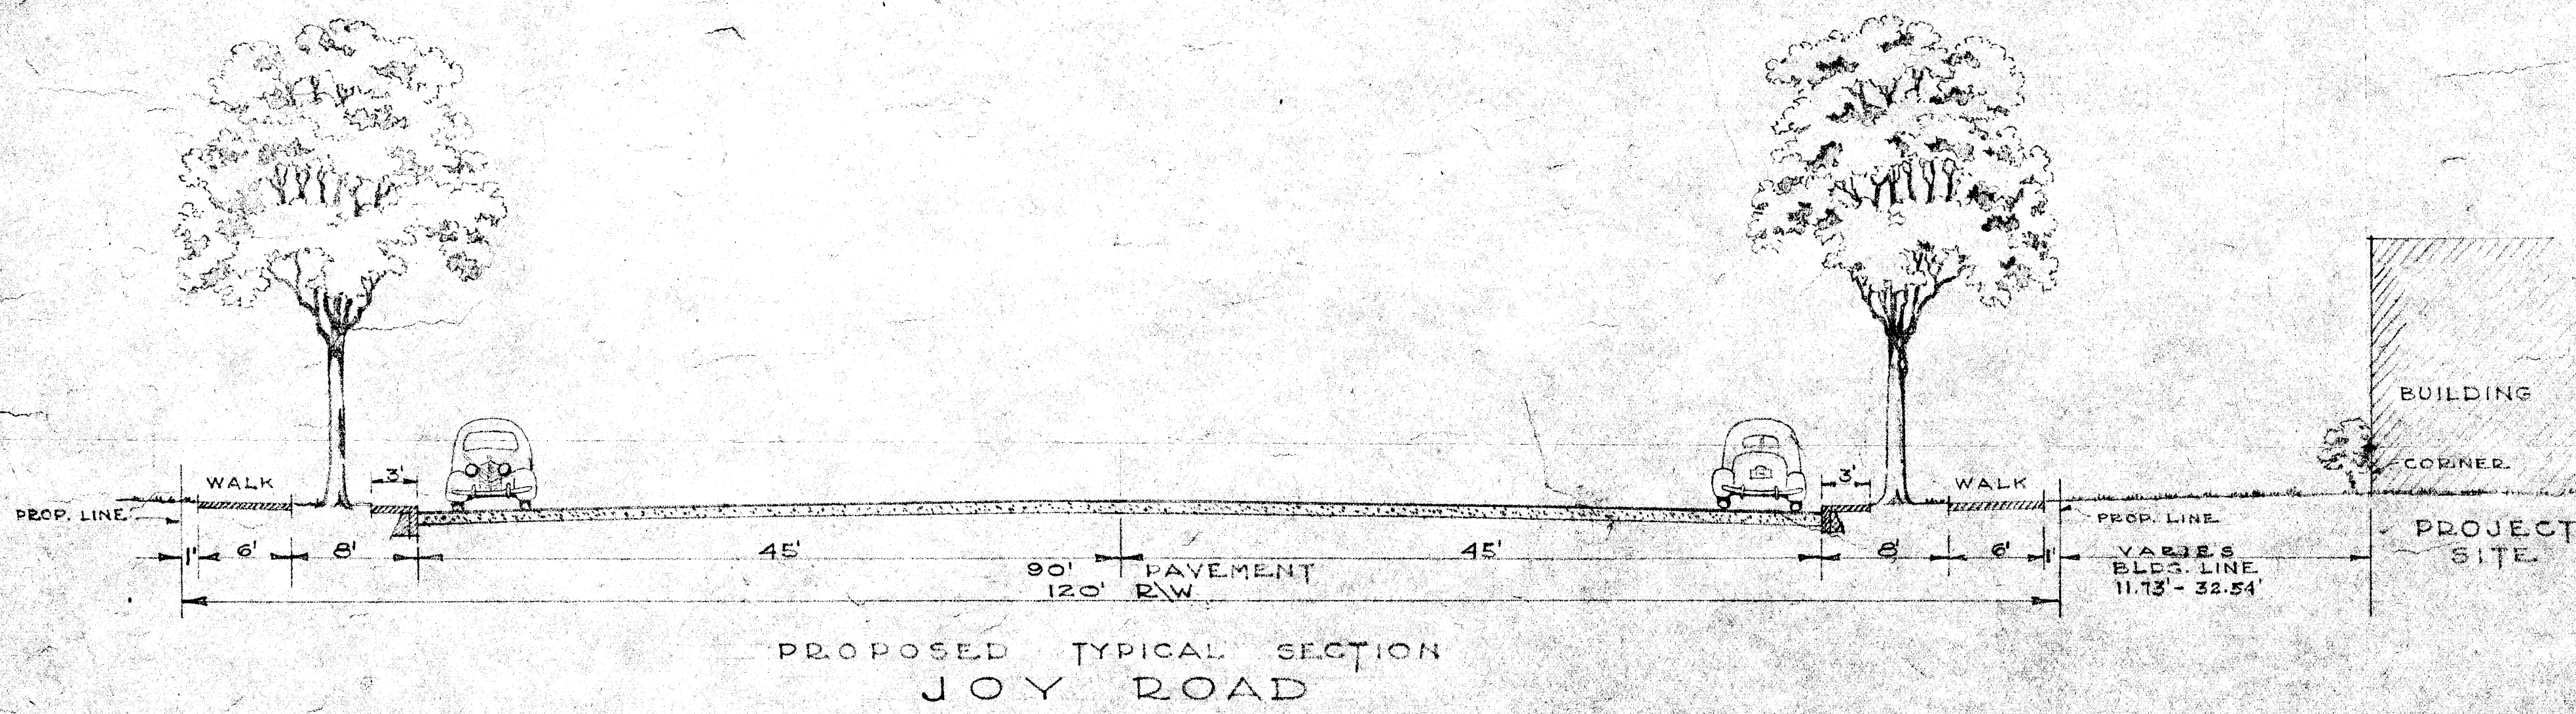 BUILDING
CORNER
3'
3'
WALK
WALK
PROP. LINE
PROP. LINE
PROJECT
SITE
1'
6'
8'
45'
45'
8'
6'
1'
VARIES
BLDG. LINE
11.73' - 32.54'
90' PAVEMENT
120' R\W
PROPOSED TYPICAL SECTION
JOY ROAD